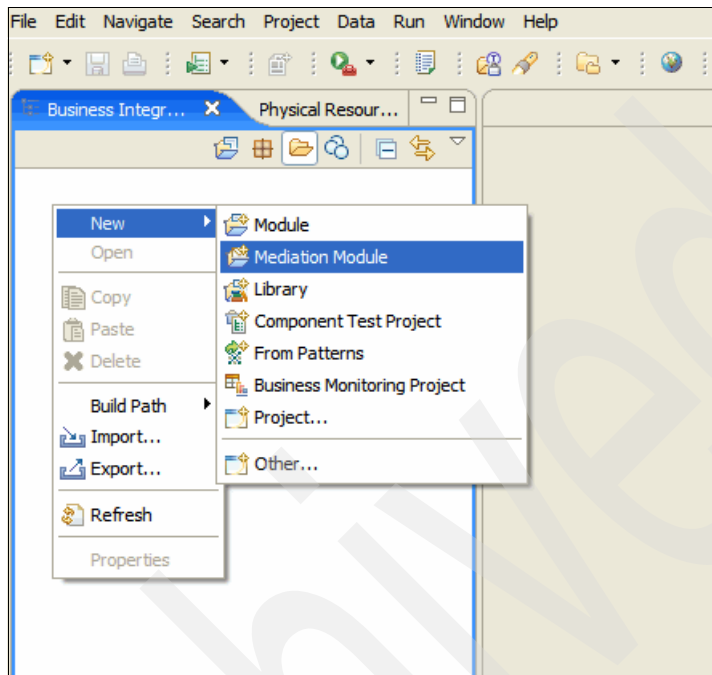 File Edit Navigate Search Project Data Run Window Help
Business Integr... Physical Resour...
New
Open
Copy
Paste
Delete
Build Path
Import...
Export...
Refresh
Properties
Module
Mediation Module
Library
Component Test Project
From Patterns
Business Monitoring Project
Project...
Other...